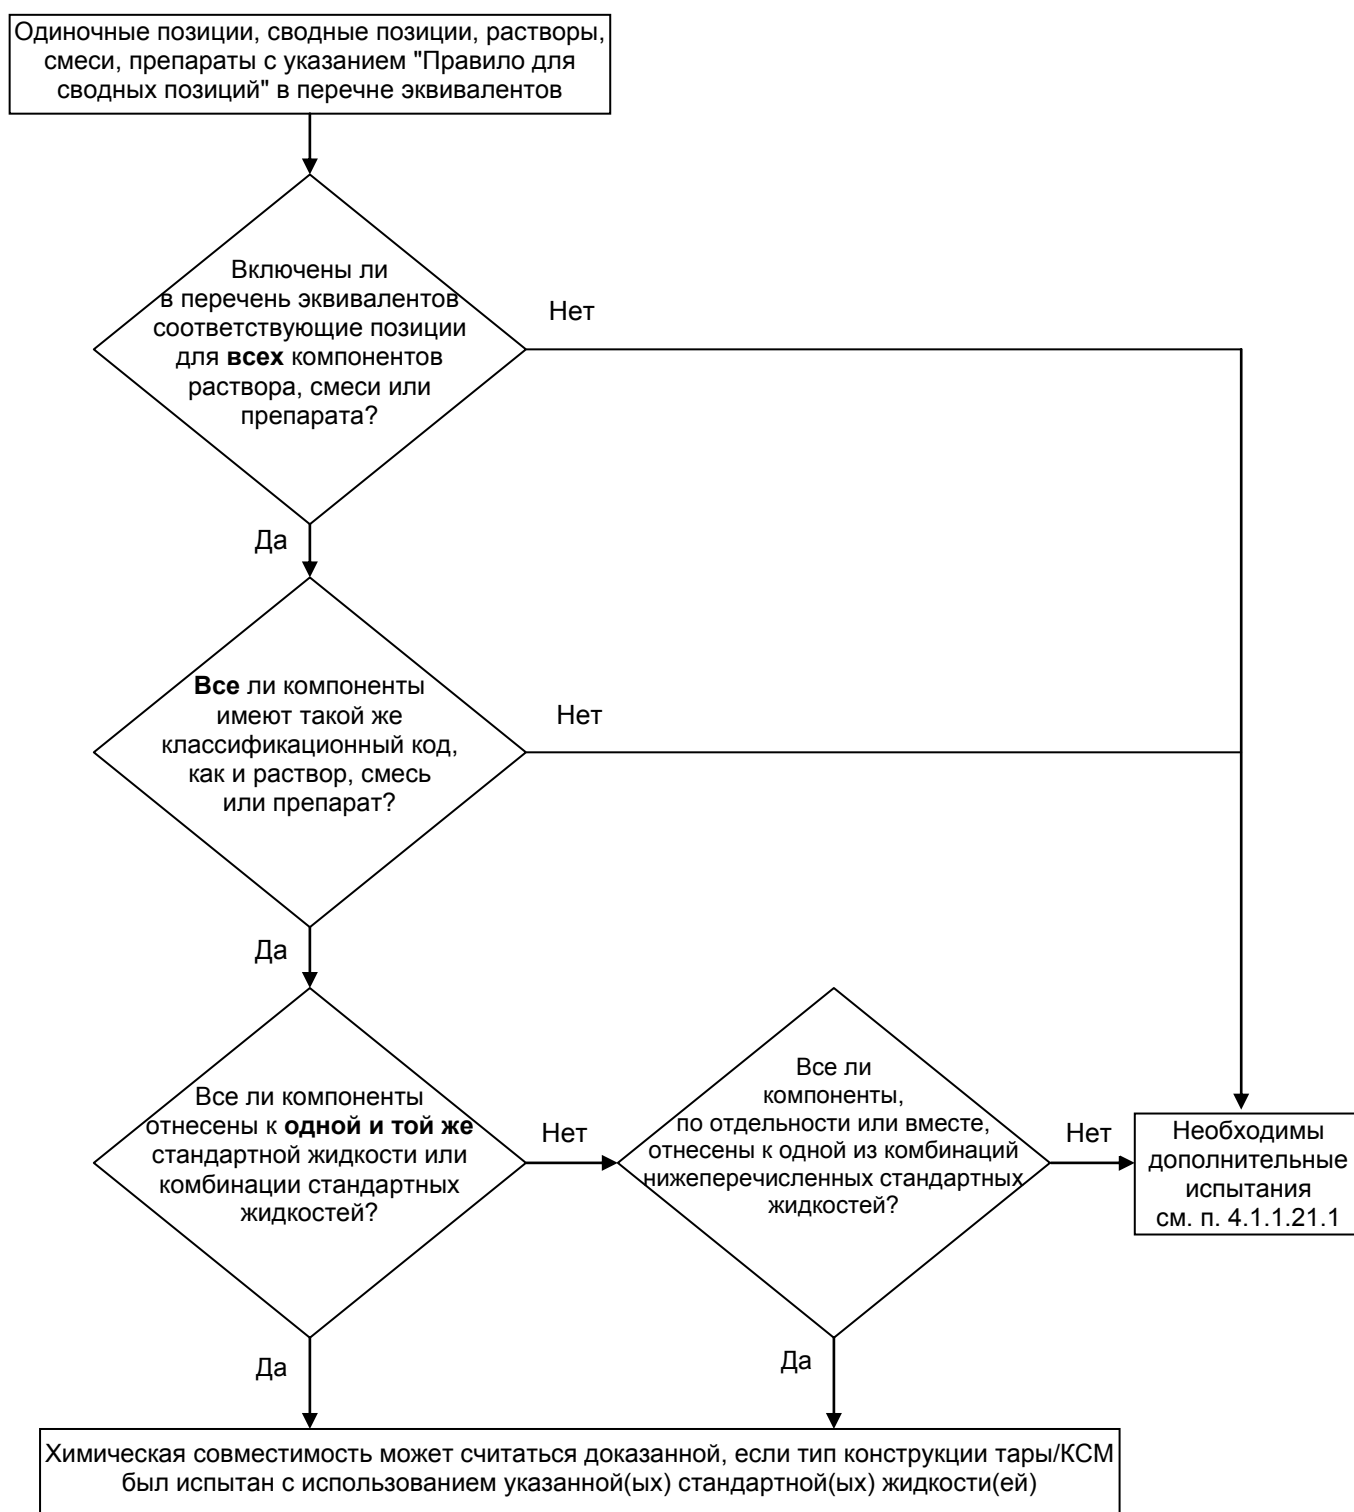 Одиночные позиции, сводные позиции, растворы,
смеси, препараты с указанием "Правило для
сводных позиций" в перечне эквивалентов
Включены ли
в перечень эквивалентов
соответствующие позиции
для всех компонентов
раствора, смеси или
препарата?
Нет
Да
Все ли компоненты
имеют такой же
классификационный код,
как и раствор, смесь
или препарат?
Нет
Да
Все ли компоненты
отнесены к одной и той же
стандартной жидкости или
комбинации стандартных
жидкостей?
Нет
Все ли
компоненты,
по отдельности или вместе,
отнесены к одной из комбинаций
нижеперечисленных стандартных
жидкостей?
Нет
Необходимы
дополнительные
испытания
см. п. 4.1.1.21.1
Да
Да
Химическая совместимость может считаться доказанной, если тип конструкции тары/КСМ
был испытан с использованием указанной(ых) стандартной(ых) жидкости(ей)